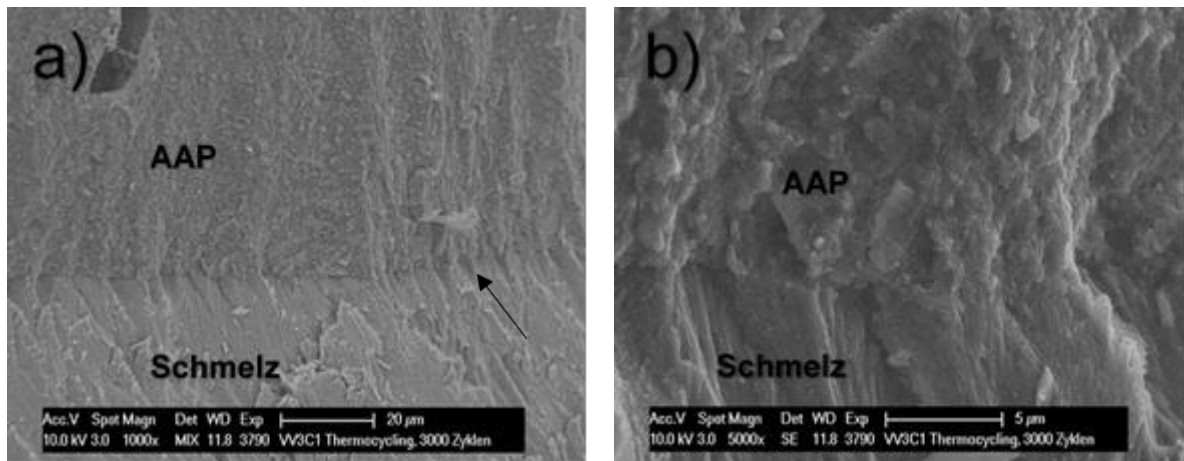 a)
AAP
Schmelz
Acc.V Spot Magn Det WD Exp 20 µm
10.0 kV 3.0 1000x MIX 11.8 3790 VV3C1 Thermocycling, 3000 Zyklen
b)
AAP
Schmelz
Acc.V Spot Magn Det WD Exp 5 µm
10.0 kV 3.0 5000x SE 11.8 3790 VV3C1 Thermocycling, 3000 Zyklen